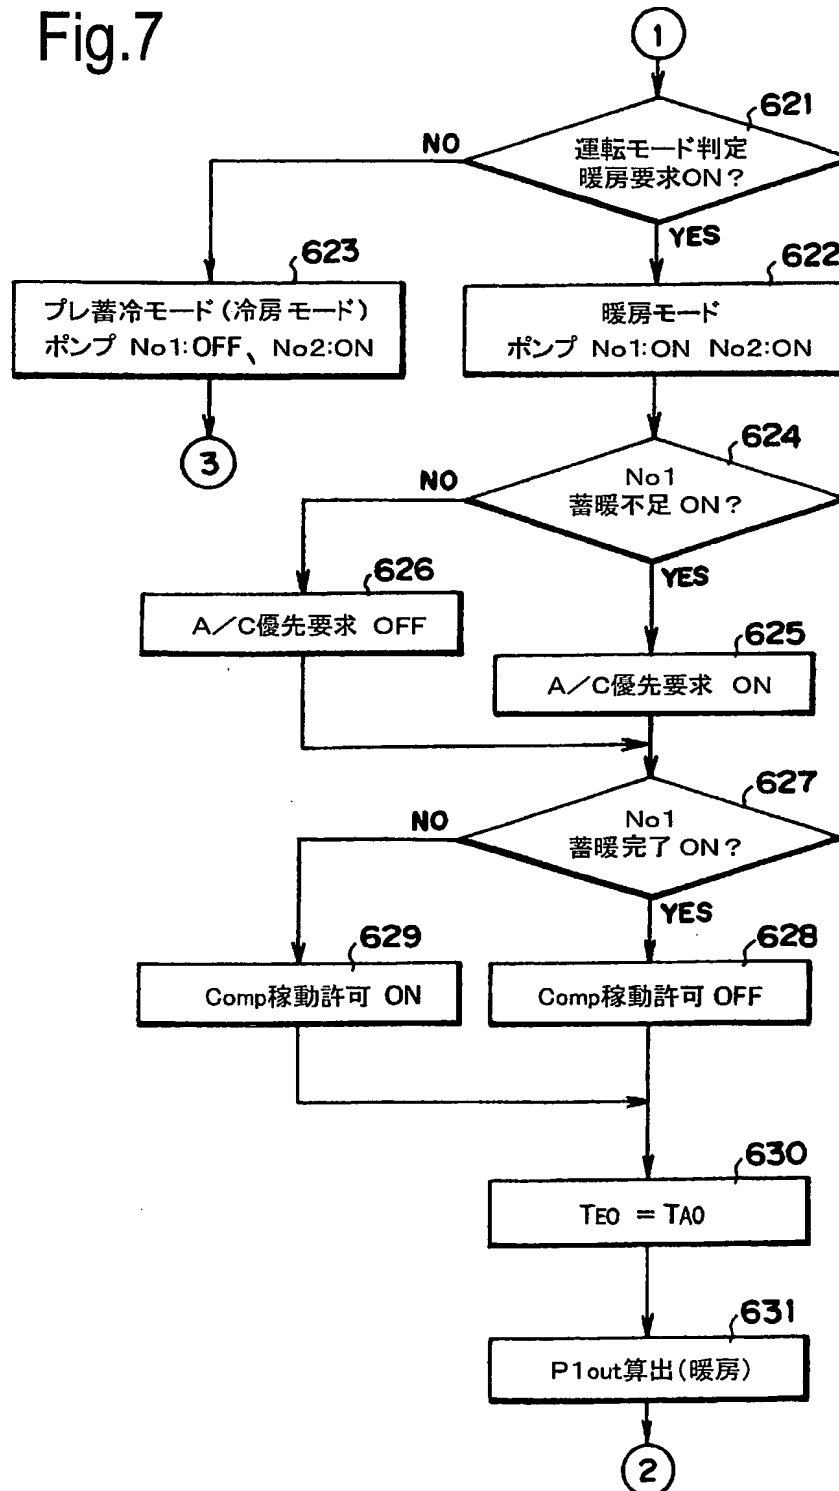 Fig.7
1
621
運転モード判定
暖房要求ON?
NO
YES
623
プレ蓄冷モード(冷房モード)
ポンプ No1:OFF、No2:ON
3
622
暖房モード
ポンプ No1:ON No2:ON
624
No1
蓄暖不足 ON?
NO
YES
626
A/C優先要求 OFF
625
A/C優先要求 ON
627
No1
蓄暖完了 ON?
NO
YES
629
Comp稼動許可 ON
628
Comp稼動許可 OFF
630
TEO = TAO
631
P1out算出(暖房)
2